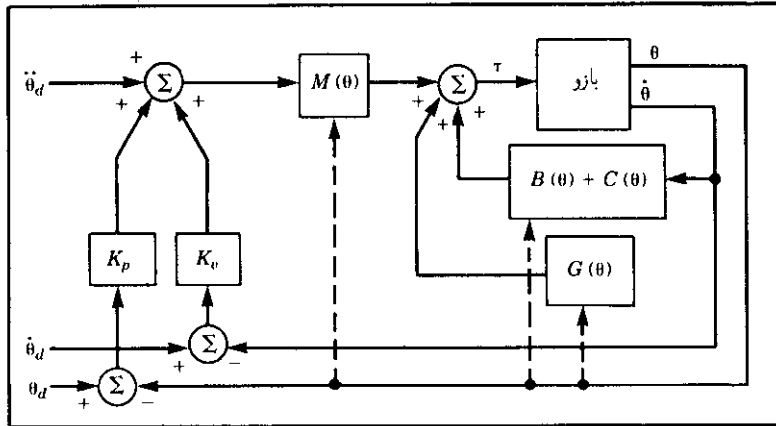 θ̈d
+
+
Σ
+
+
M(θ)
+
Σ
+
+
τ
بازو
θ
θ̇
B(θ) + C(θ)
Kp
Kv
G(θ)
θ̇d
+
Σ
−
θd
+
Σ
−